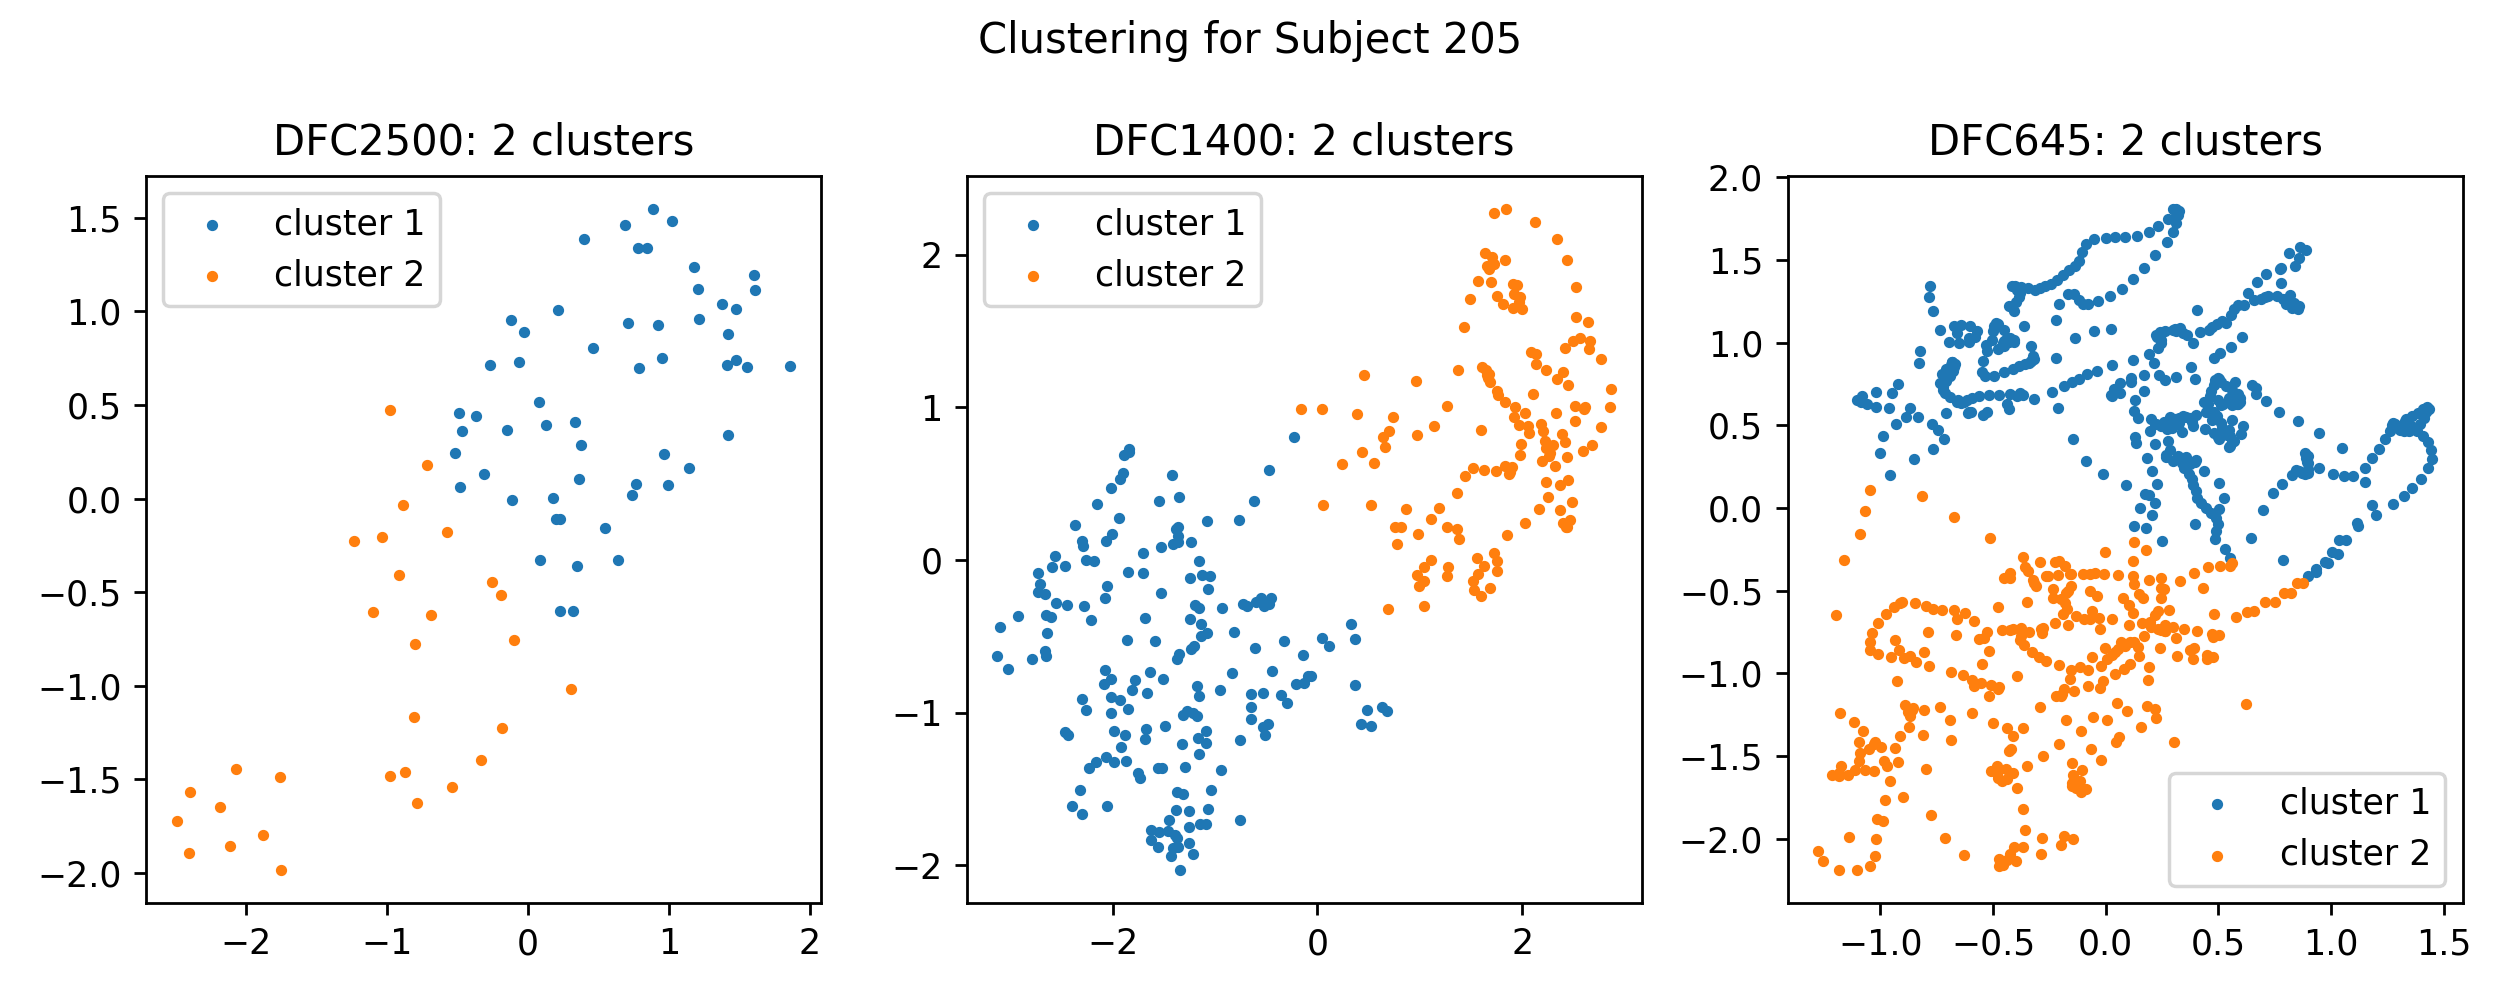 Clustering for Subject 205
DFC2500: 2 clusters
cluster 1
cluster 2
1.5
1.0
0.5
0.0
−0.5
−1.0
−1.5
−2.0
−2 −1 0 1 2
DFC1400: 2 clusters
cluster 1
cluster 2
2
1
0
−1
−2
−2 0 2
DFC645: 2 clusters
2.0
1.5
1.0
0.5
0.0
−0.5
−1.0
−1.5
−2.0
cluster 1
cluster 2
−1.0 −0.5 0.0 0.5 1.0 1.5